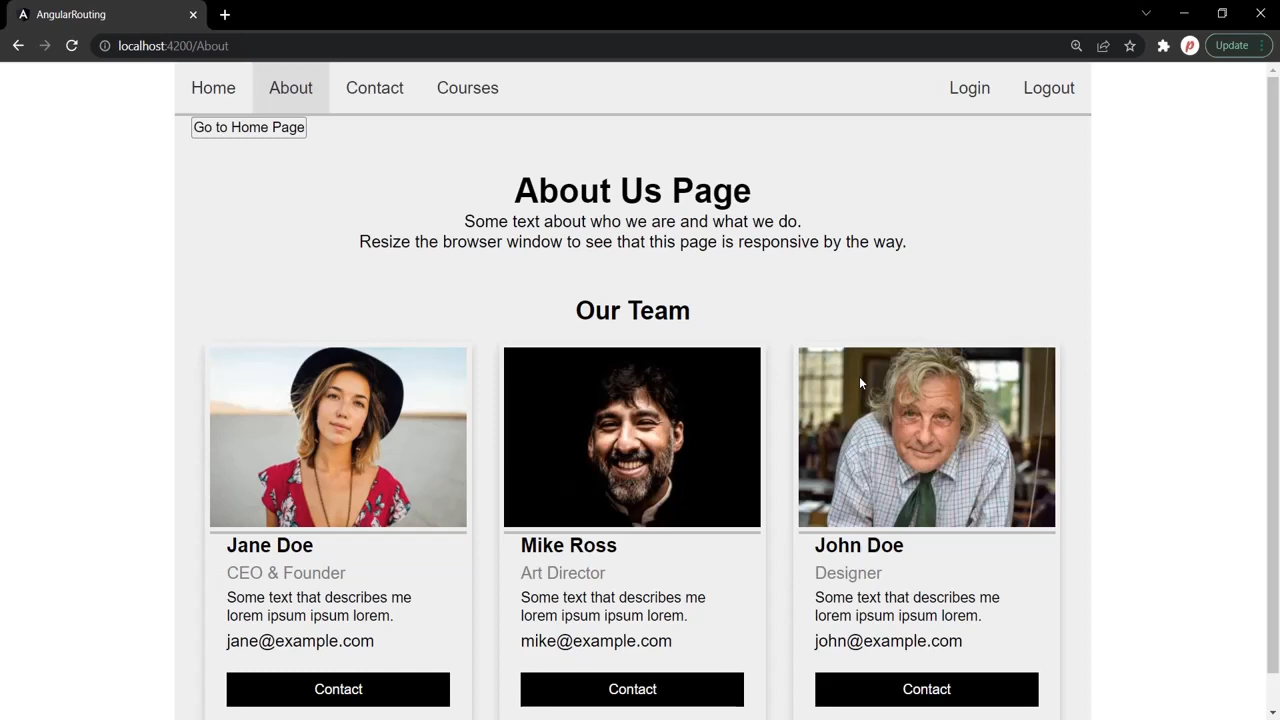 AngularRouting
localhost:4200/About
Update
Home About Contact Courses Login Logout
Go to Home Page
About Us Page
Some text about who we are and what we do.
Resize the browser window to see that this page is responsive by the way.
Our Team
Jane Doe
CEO & Founder
Some text that describes me
lorem ipsum ipsum lorem.
jane@example.com
Contact
Mike Ross
Art Director
Some text that describes me
lorem ipsum ipsum lorem.
mike@example.com
Contact
John Doe
Designer
Some text that describes me
lorem ipsum ipsum lorem.
john@example.com
Contact